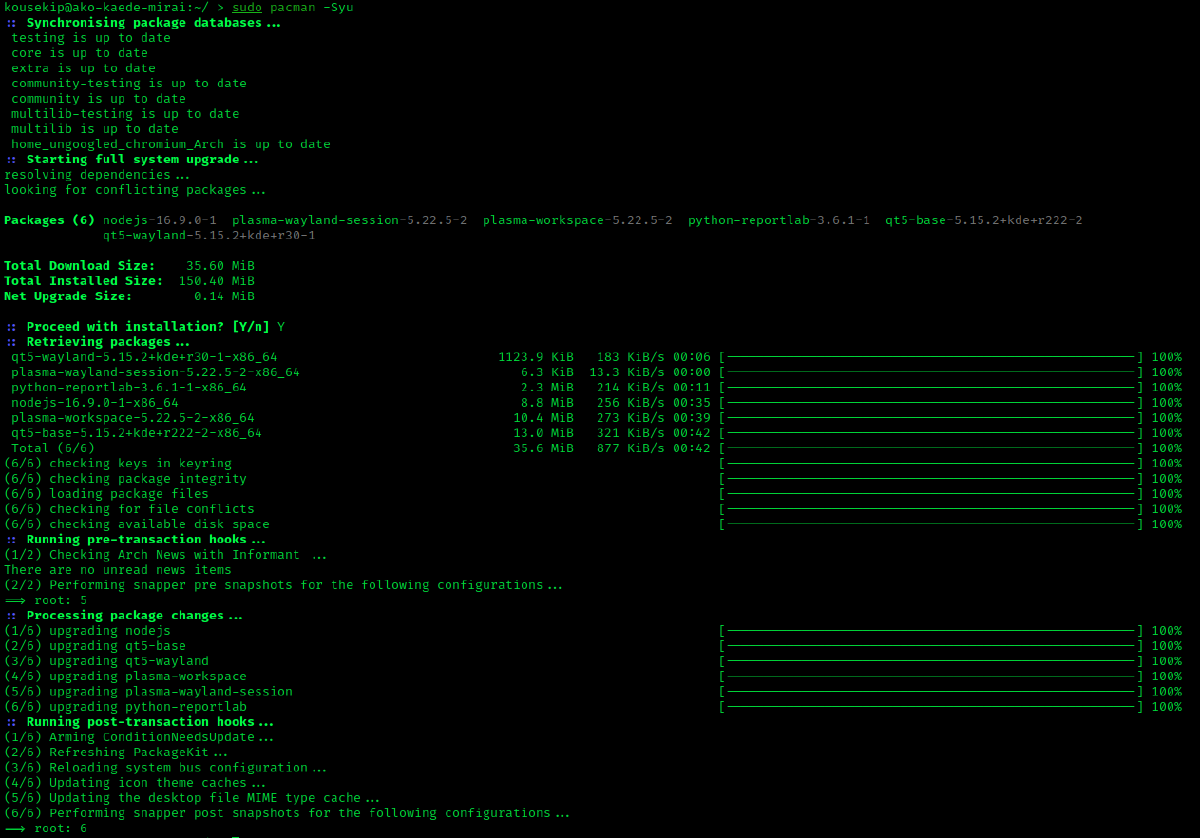 kousekip@ako-kaede-mirai:~/ > sudo pacman -Syu
:: Synchronising package databases...
testing is up to date
core is up to date
extra is up to date
community-testing is up to date
community is up to date
multilib-testing is up to date
multilib is up to date
home_ungoogled_chromium_Arch is up to date
:: Starting full system upgrade...
resolving dependencies...
looking for conflicting packages...
Packages (6) nodejs-16.9.0-1 plasma-wayland-session-5.22.5-2 plasma-workspace-5.22.5-2 python-reportlab-3.6.1-1 qt5-base-5.15.2+kde+r222-2
qt5-wayland-5.15.2+kde+r30-1
Total Download Size: 35.60 MiB
Total Installed Size: 150.40 MiB
Net Upgrade Size: 0.14 MiB
:: Proceed with installation? [Y/n] Y
:: Retrieving packages...
qt5-wayland-5.15.2+kde+r30-1-x86_64 1123.9 KiB 183 KiB/s 00:06 [----------] 100%
plasma-wayland-session-5.22.5-2-x86_64 6.3 KiB 13.3 KiB/s 00:00 [----------] 100%
python-reportlab-3.6.1-1-x86_64 2.3 MiB 214 KiB/s 00:11 [----------] 100%
nodejs-16.9.0-1-x86_64 8.8 MiB 256 KiB/s 00:35 [----------] 100%
plasma-workspace-5.22.5-2-x86_64 10.4 MiB 273 KiB/s 00:39 [----------] 100%
qt5-base-5.15.2+kde+r222-2-x86_64 13.0 MiB 321 KiB/s 00:42 [----------] 100%
Total (6/6) 35.6 MiB 877 KiB/s 00:42 [----------] 100%
(6/6) checking keys in keyring [----------] 100%
(6/6) checking package integrity [----------] 100%
(6/6) loading package files [----------] 100%
(6/6) checking for file conflicts [----------] 100%
(6/6) checking available disk space [----------] 100%
:: Running pre-transaction hooks...
(1/2) Checking Arch News with Informant ...
There are no unread news items
(2/2) Performing snapper pre snapshots for the following configurations...
==> root: 5
:: Processing package changes...
(1/6) upgrading nodejs [----------] 100%
(2/6) upgrading qt5-base [----------] 100%
(3/6) upgrading qt5-wayland [----------] 100%
(4/6) upgrading plasma-workspace [----------] 100%
(5/6) upgrading plasma-wayland-session [----------] 100%
(6/6) upgrading python-reportlab [----------] 100%
:: Running post-transaction hooks...
(1/6) Arming ConditionNeedsUpdate...
(2/6) Refreshing PackageKit...
(3/6) Reloading system bus configuration...
(4/6) Updating icon theme caches...
(5/6) Updating the desktop file MIME type cache...
(6/6) Performing snapper post snapshots for the following configurations...
==> root: 6